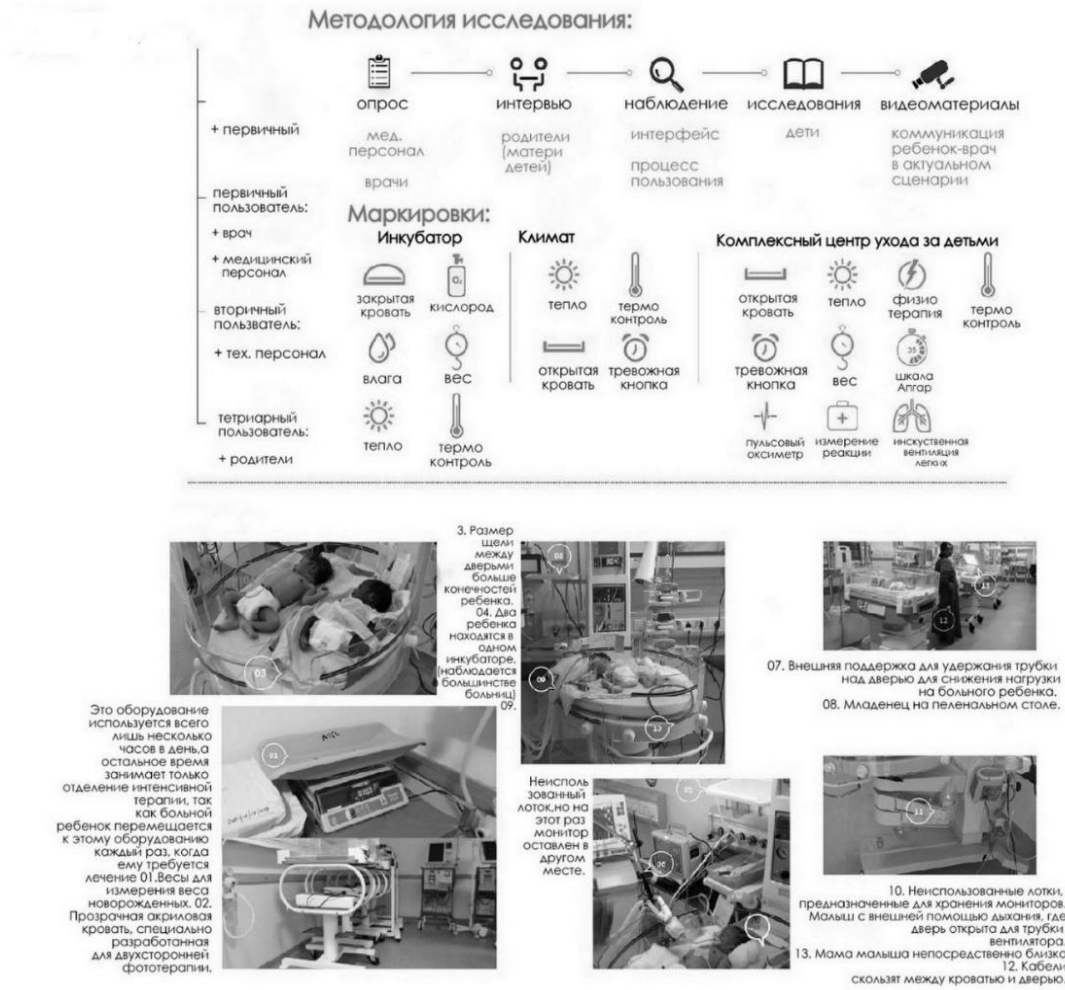 Методология исследования:
опрос
интервью
наблюдение
исследования
видеоматериалы
мед.
персонал
врачи
родители
(матери
детей)
интерфейс
процесс
пользования
дети
коммуникация
ребенок-врач
в актуальном
сценарии
+ первичный
первичный
пользователь:
+ врач
+ медицинский
персонал
вторичный
пользватель:
+ тех. персонал
тетриарный
пользователь:
+ родители
Маркировки:
Инкубатор
закрытая
кровать
кислород
влага
вес
тепло
термо
контроль
Климат
тепло
термо
контроль
открытая
кровать
тревожная
кнопка
Комплексный центр ухода за детьми
открытая
кровать
тепло
физио
терапия
термо
контроль
тревожная
кнопка
вес
шкала
Апгар
пульсовый
оксиметр
измерение
реакции
инскуственная
вентиляция
легких
3. Размер
щели
между
дверьми
больше
конечностей
ребенка.
04. Два
ребенка
находятся в
одном
инкубаторе.
(наблюдается
в большинстве
больниц)
09.
03
09
13
12
11
07. Внешняя поддержка для удержания трубки
над дверью для снижения нагрузки
на больного ребенка.
08. Младенец на пеленальном столе.
Это оборудование
используется всего
лишь несколько
часов в день,а
остальное время
занимает только
отделение интенсивной
терапии, так
как больной
ребенок перемещается
к этому оборудованию
каждый раз, когда
ему требуется
лечение 01.Весы для
измерения веса
новорожденных. 02.
Прозрачная акриловая
кровать, специально
разработанная
для двухсторонней
фототерапии.
01
Неисполь
зованный
лоток,но на
этот раз
монитор
оставлен в
другом
месте.
10. Неиспользованные лотки,
предназначенные для хранения мониторов.
Малыш с внешней помощью дыхания, где
дверь открыта для трубки
вентилятора.
13. Мама малыша непосредственно близко
12. Кабели
скользят между кроватью и дверью.